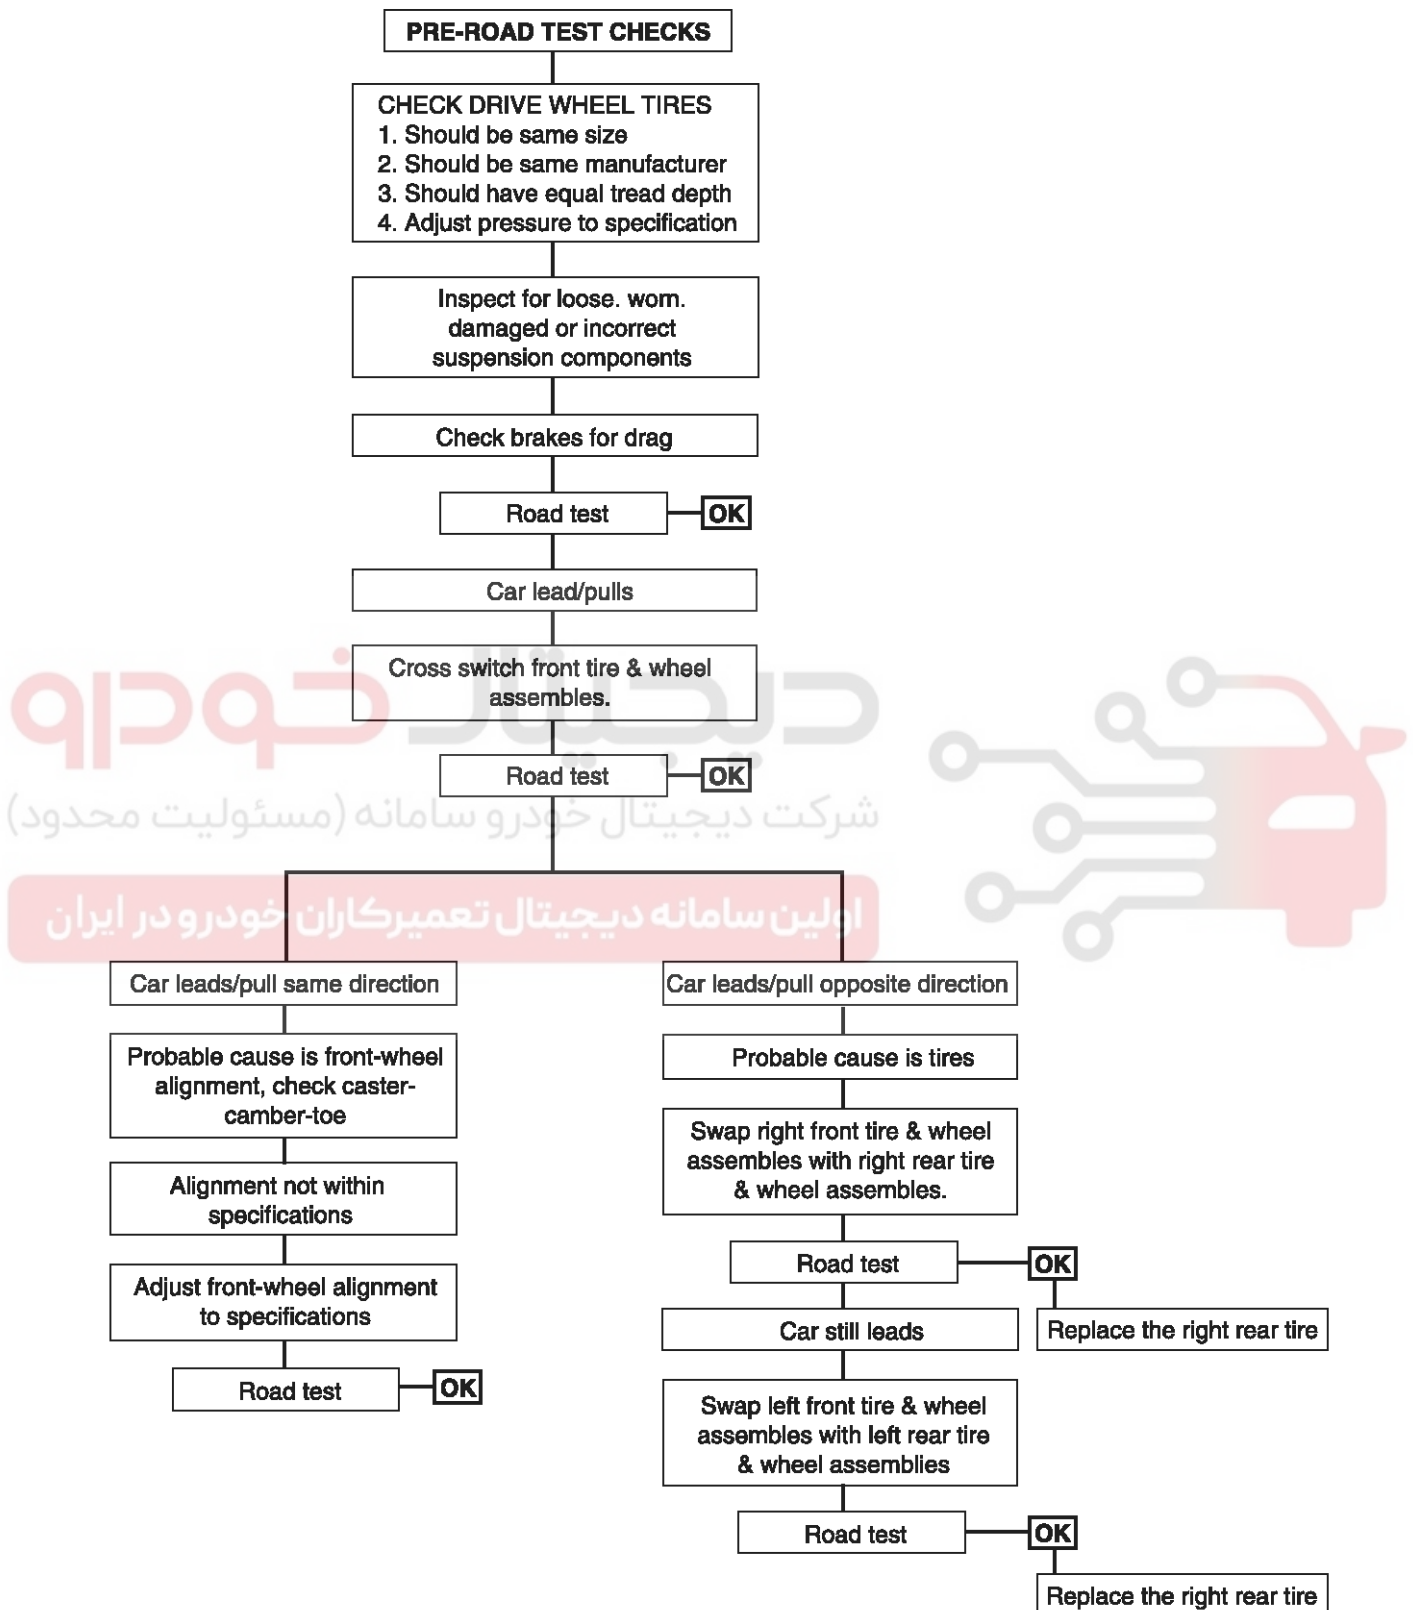 PRE-ROAD TEST CHECKS
CHECK DRIVE WHEEL TIRES
1. Should be same size
2. Should be same manufacturer
3. Should have equal tread depth
4. Adjust pressure to specification
Inspect for loose. worn.
damaged or incorrect
suspension components
Check brakes for drag
Road test
OK
Car lead/pulls
Cross switch front tire & wheel
assembles.
دیجیتال خودرو
Road test
OK
شرکت دیجیتال خودرو سامانه (مسئولیت محدود)
اولین سامانه دیجیتال تعمیرکاران خودرو در ایران
Car leads/pull same direction
Probable cause is front-wheel
alignment, check caster-
camber-toe
Alignment not within
specifications
Adjust front-wheel alignment
to specifications
Road test
OK
Car leads/pull opposite direction
Probable cause is tires
Swap right front tire & wheel
assembles with right rear tire
& wheel assembles.
Road test
OK
Replace the right rear tire
Car still leads
Swap left front tire & wheel
assembles with left rear tire
& wheel assemblies
Road test
OK
Replace the right rear tire